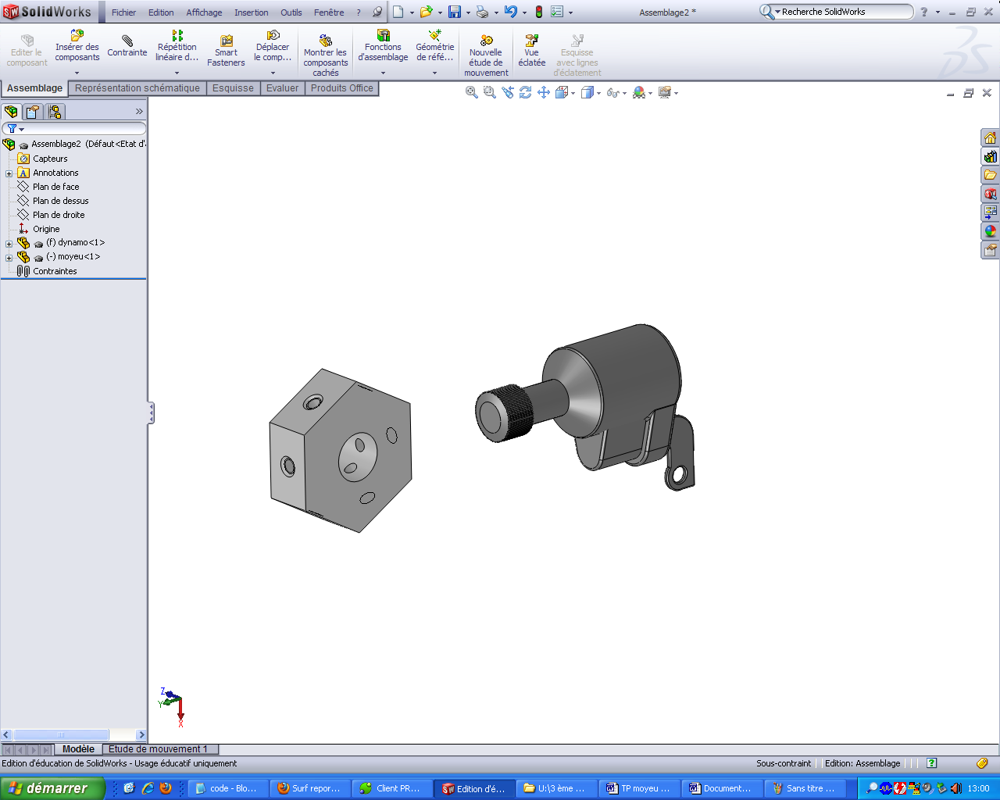 SolidWorks
Fichier Edition Affichage Insertion Outils Fenêtre ?
Assemblage2 *
Recherche SolidWorks
?
Editer le composant
Insérer des composants
Contrainte
Répétition linéaire d...
Smart Fasteners
Déplacer le comp...
Montrer les composants cachés
Fonctions d'assemblage
Géométrie de réfé...
Nouvelle étude de mouvement
Vue éclatée
Esquisse avec lignes d'éclatement
Assemblage Représentation schématique Esquisse Evaluer Produits Office
Assemblage2 (Défaut<Etat d'
Capteurs
Annotations
Plan de face
Plan de dessus
Plan de droite
Origine
(f) dynamo<1>
(-) moyeu<1>
Contraintes
Z
Y
X
Modèle Etude de mouvement 1
Edition d'éducation de SolidWorks - Usage éducatif uniquement
Sous-contraint Edition: Assemblage
démarrer
code - Blo...
Surf repor...
Client PR...
Edition d'é...
U:\3 ème ...
TP moyeu ...
Document...
Sans titre ...
13:00